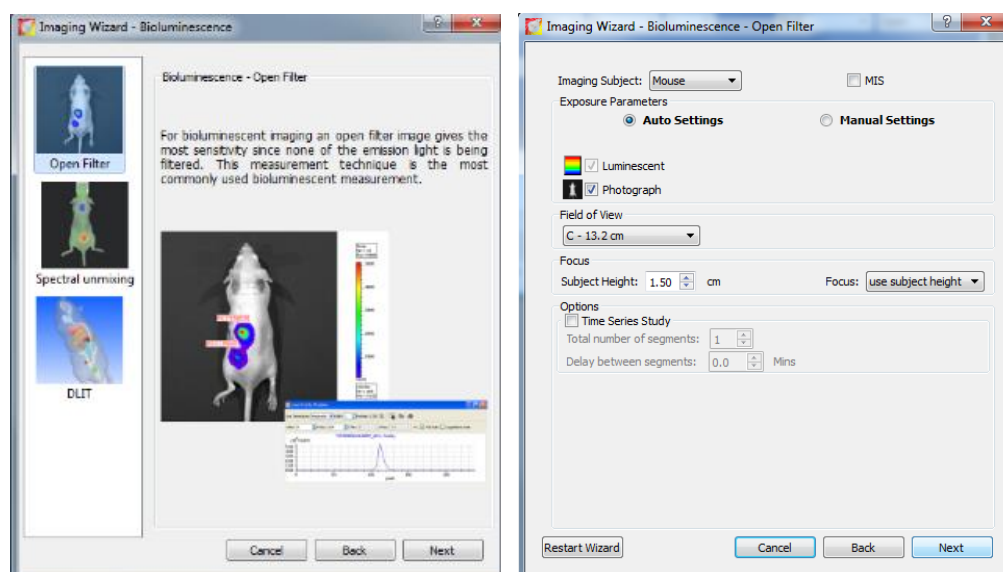 Imaging Wizard - Bioluminescence
Open Filter
Spectral unmixing
DLIT
Bioluminescence - Open Filter
For bioluminescent imaging an open filter image gives the
most sensitivity since none of the emission light is being
filtered. This measurement technique is the most
commonly used bioluminescent measurement.
Cancel Back Next
Imaging Wizard - Bioluminescence - Open Filter
Imaging Subject: Mouse MIS
Exposure Parameters
Auto Settings Manual Settings
Luminescent
Photograph
Field of View
C - 13.2 cm
Focus
Subject Height: 1.50 cm Focus: use subject height
Options
Time Series Study
Total number of segments: 1
Delay between segments: 0.0 Mins
Restart Wizard Cancel Back Next